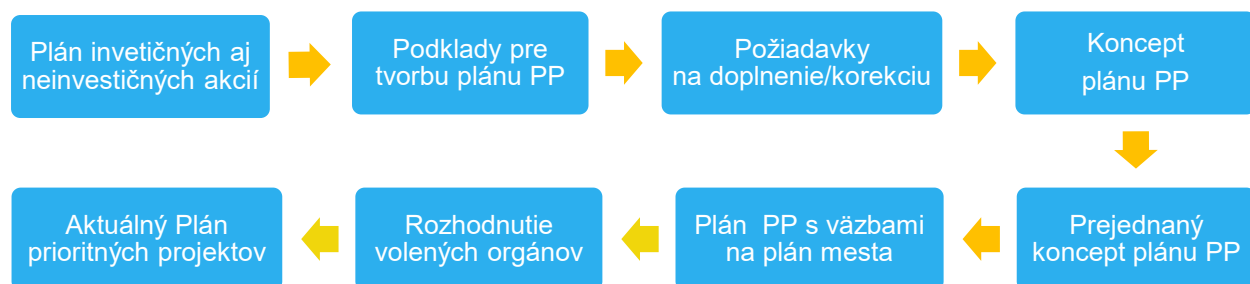 Plán invetičných aj
neinvestičných akcií
Podklady pre
tvorbu plánu PP
Požiadavky
na doplnenie/korekciu
Koncept
plánu PP
Prejednaný
koncept plánu PP
Plán PP s väzbami
na plán mesta
Rozhodnutie
volených orgánov
Aktuálný Plán
prioritných projektov